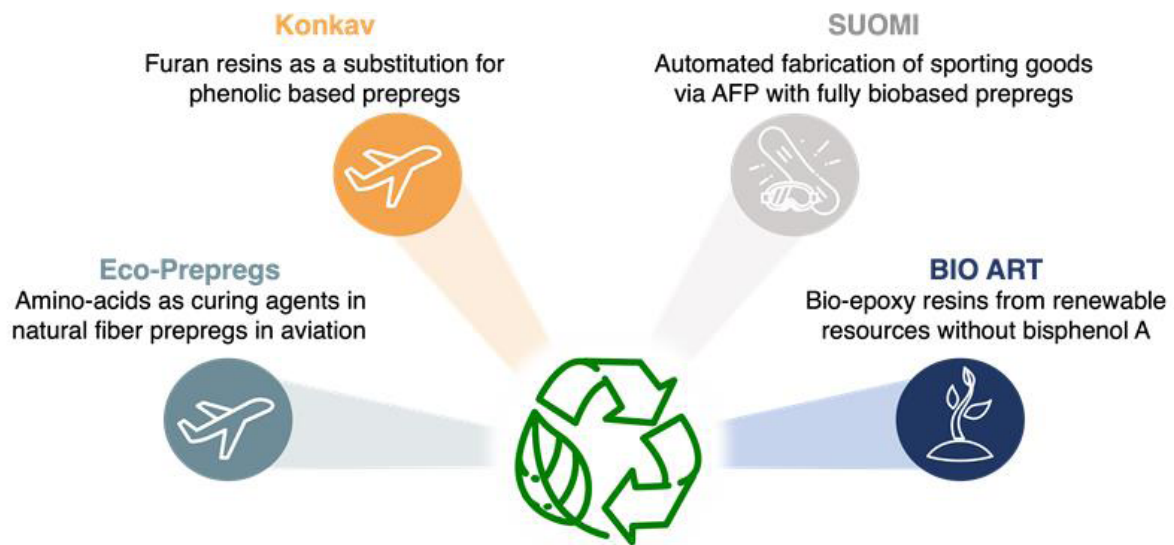 Konkav
Furan resins as a substitution for
phenolic based prepregs
SUOMI
Automated fabrication of sporting goods
via AFP with fully biobased prepregs
Eco-Prepregs
Amino-acids as curing agents in
natural fiber prepregs in aviation
BIO ART
Bio-epoxy resins from renewable
resources without bisphenol A